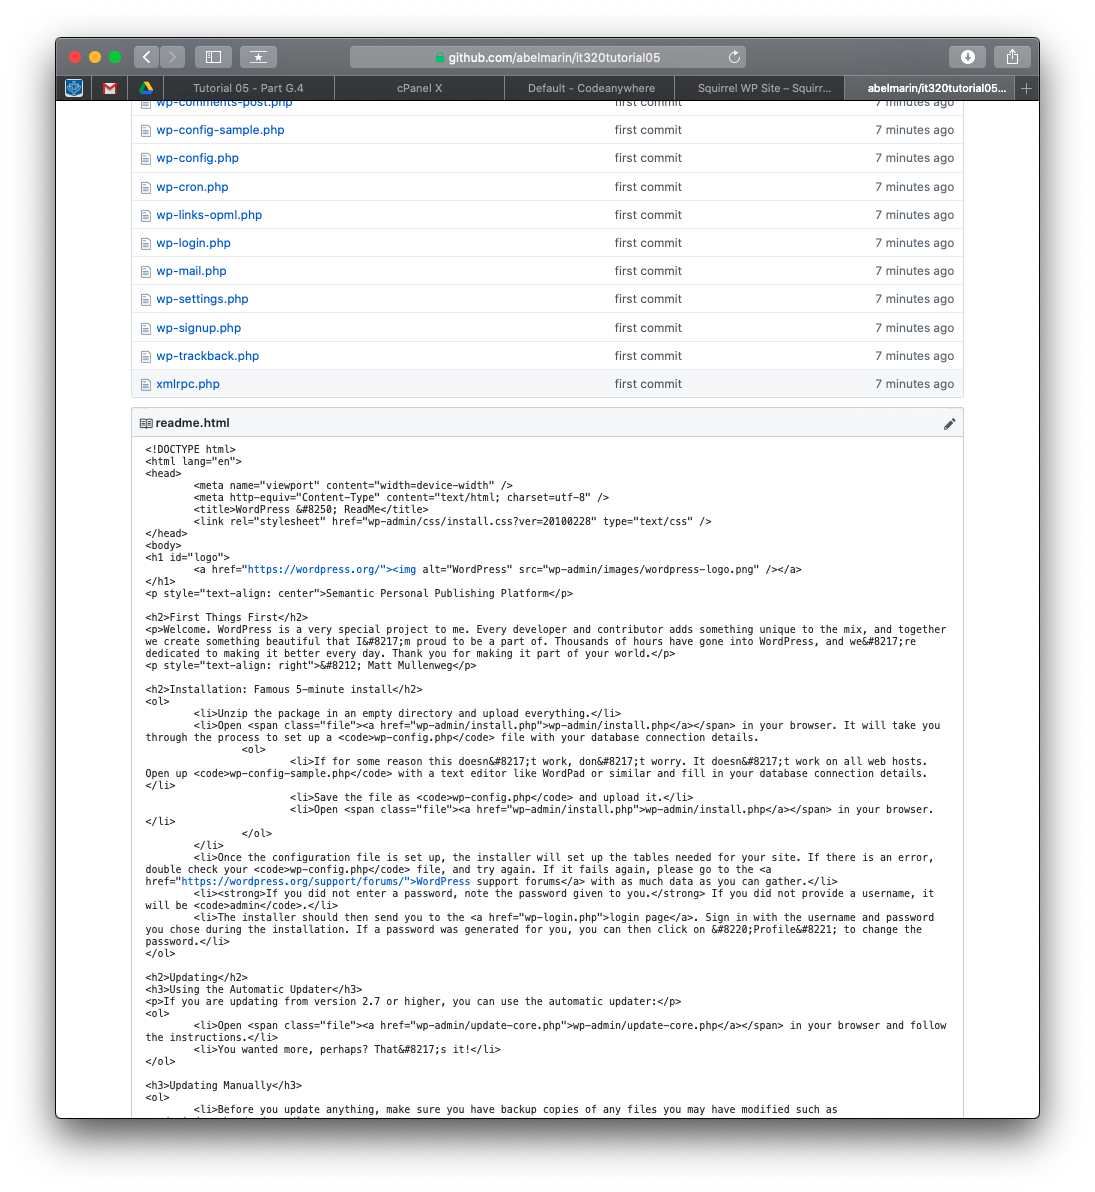 github.com/abelmarin/it320tutorial05
Tutorial 05 - Part G.4
cPanel X
Default - Codeanywhere
Squirrel WP Site – Squirr...
abelmarin/it320tutorial05...
wp-comments-post.php first commit 7 minutes ago
wp-config-sample.php first commit 7 minutes ago
wp-config.php first commit 7 minutes ago
wp-cron.php first commit 7 minutes ago
wp-links-opml.php first commit 7 minutes ago
wp-login.php first commit 7 minutes ago
wp-mail.php first commit 7 minutes ago
wp-settings.php first commit 7 minutes ago
wp-signup.php first commit 7 minutes ago
wp-trackback.php first commit 7 minutes ago
xmlrpc.php first commit 7 minutes ago
readme.html
<!DOCTYPE html>
<html lang="en">
<head>
<meta name="viewport" content="width=device-width" />
<meta http-equiv="Content-Type" content="text/html; charset=utf-8" />
<title>WordPress &#8250; ReadMe</title>
<link rel="stylesheet" href="wp-admin/css/install.css?ver=20100228" type="text/css" />
</head>
<body>
<h1 id="logo">
<a href="https://wordpress.org/"><img alt="WordPress" src="wp-admin/images/wordpress-logo.png" /></a>
</h1>
<p style="text-align: center">Semantic Personal Publishing Platform</p>
<h2>First Things First</h2>
<p>Welcome. WordPress is a very special project to me. Every developer and contributor adds something unique to the mix, and together
we create something beautiful that I&#8217;m proud to be a part of. Thousands of hours have gone into WordPress, and we&#8217;re
dedicated to making it better every day. Thank you for making it part of your world.</p>
<p style="text-align: right">&#8212; Matt Mullenweg</p>
<h2>Installation: Famous 5-minute install</h2>
<ol>
<li>Unzip the package in an empty directory and upload everything.</li>
<li>Open <span class="file"><a href="wp-admin/install.php">wp-admin/install.php</a></span> in your browser. It will take you
through the process to set up a <code>wp-config.php</code> file with your database connection details.
<ol>
<li>If for some reason this doesn&#8217;t work, don&#8217;t worry. It doesn&#8217;t work on all web hosts.
Open up <code>wp-config-sample.php</code> with a text editor like WordPad or similar and fill in your database connection details.
</li>
<li>Save the file as <code>wp-config.php</code> and upload it.</li>
<li>Open <span class="file"><a href="wp-admin/install.php">wp-admin/install.php</a></span> in your browser.
</li>
</ol>
</li>
<li>Once the configuration file is set up, the installer will set up the tables needed for your site. If there is an error,
double check your <code>wp-config.php</code> file, and try again. If it fails again, please go to the <a
href="https://wordpress.org/support/forums/">WordPress support forums</a> with as much data as you can gather.</li>
<li><strong>If you did not enter a password, note the password given to you.</strong> If you did not provide a username, it
will be <code>admin</code>.</li>
<li>The installer should then send you to the <a href="wp-login.php">login page</a>. Sign in with the username and password
you chose during the installation. If a password was generated for you, you can then click on &#8220;Profile&#8221; to change the
password.</li>
</ol>
<h2>Updating</h2>
<h3>Using the Automatic Updater</h3>
<p>If you are updating from version 2.7 or higher, you can use the automatic updater:</p>
<ol>
<li>Open <span class="file"><a href="wp-admin/update-core.php">wp-admin/update-core.php</a></span> in your browser and follow
the instructions.</li>
<li>You wanted more, perhaps? That&#8217;s it!</li>
</ol>
<h3>Updating Manually</h3>
<ol>
<li>Before you update anything, make sure you have backup copies of any files you may have modified such as